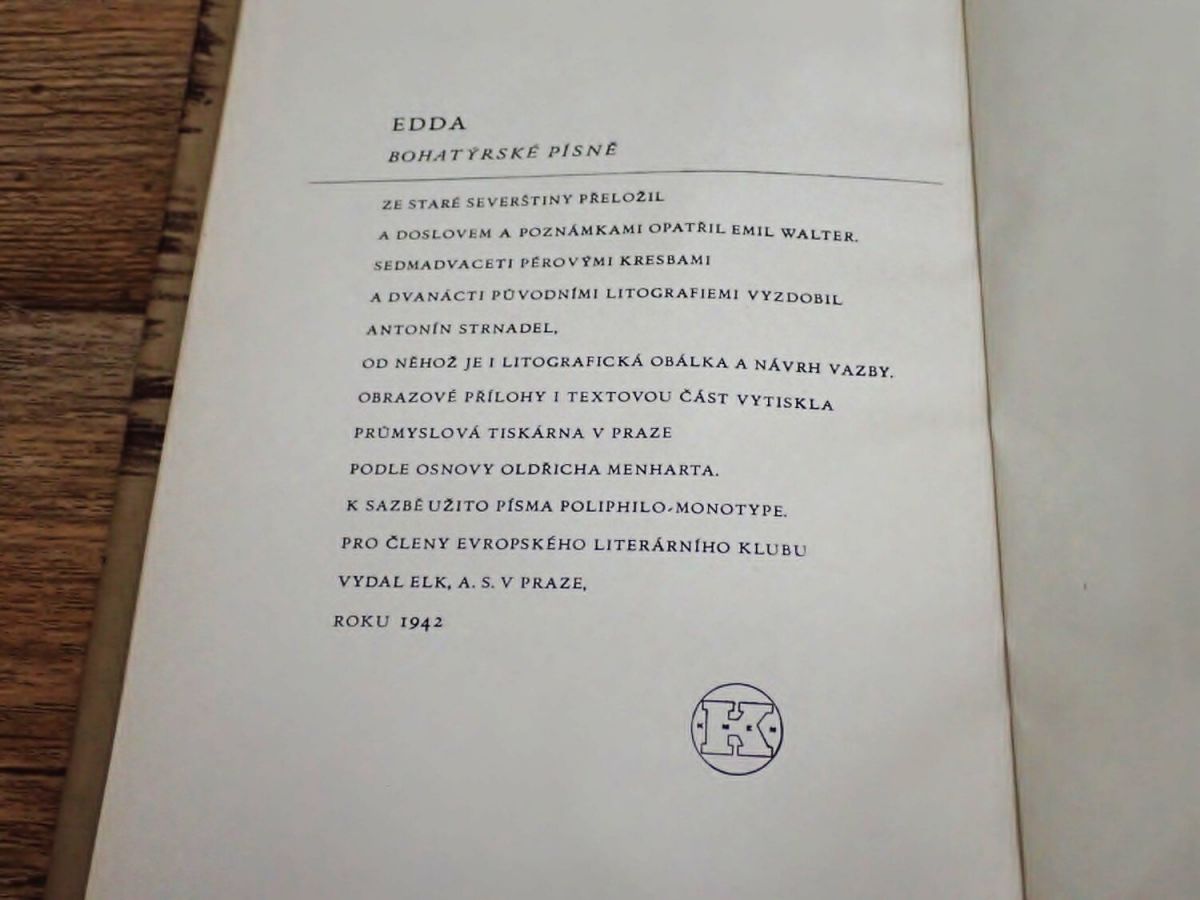 EDDA
BOHATÝRSKÉ PÍSNĚ
ZE STARÉ SEVERŠTINY PŘELOŽIL
A DOSLOVEM A POZNÁMKAMI OPATŘIL EMIL WALTER.
SEDMADVACETI PÉROVÝMI KRESBAMI
A DVANÁCTI PŮVODNÍMI LITOGRAFIEMI VYZDOBIL
ANTONÍN STRNADEL,
OD NĚHOŽ JE I LITOGRAFICKÁ OBÁLKA A NÁVRH VAZBY.
OBRAZOVÉ PŘÍLOHY I TEXTOVOU ČÁST VYTISKLA
PRŮMYSLOVÁ TISKÁRNA V PRAZE
PODLE OSNOVY OLDŘICHA MENHARTA.
K SAZBĚ UŽITO PÍSMA POLIPHILO-MONOTYPE.
PRO ČLENY EVROPSKÉHO LITERÁRNÍHO KLUBU
VYDAL ELK, A. S. V PRAZE,
ROKU 1942
K